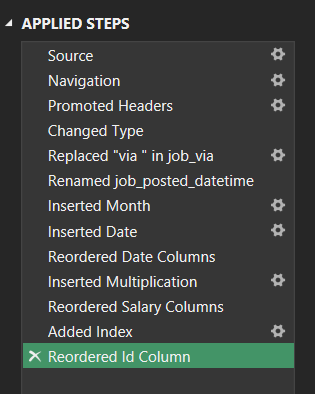 APPLIED STEPS
Source
Navigation
Promoted Headers
Changed Type
Replaced "via " in job_via
Renamed job_posted_datetime
Inserted Month
Inserted Date
Reordered Date Columns
Inserted Multiplication
Reordered Salary Columns
Added Index
Reordered Id Column